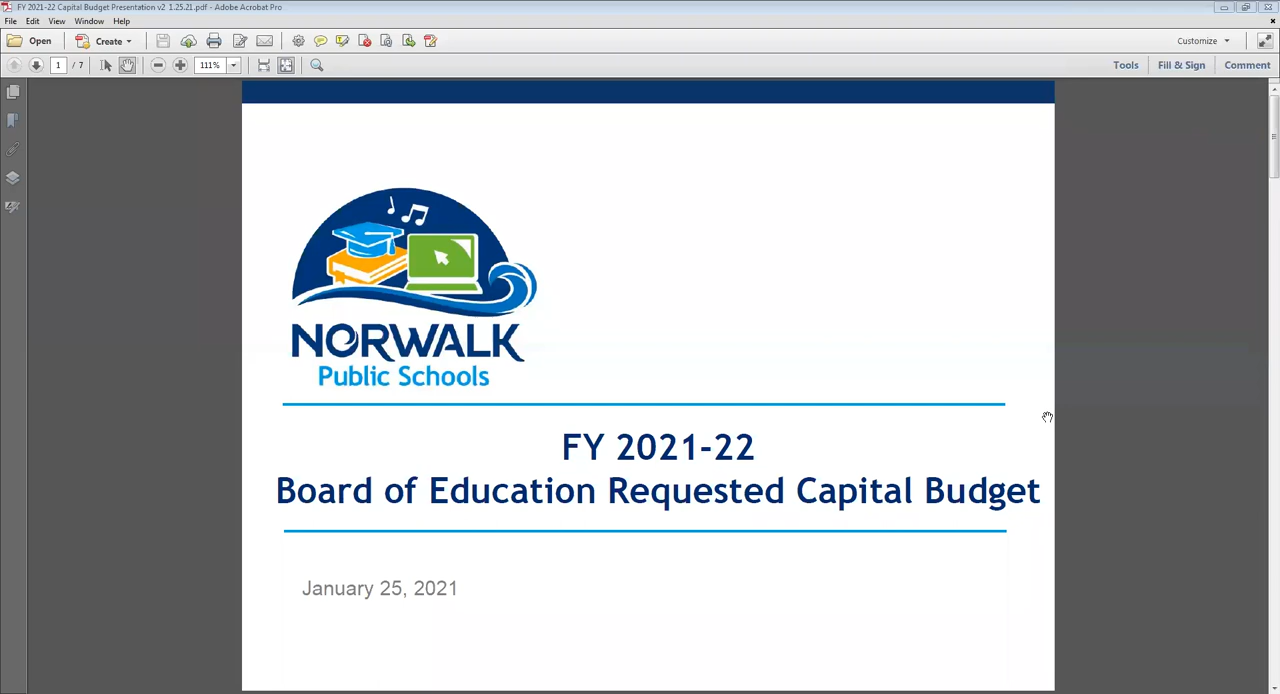 FY 2021-22 Capital Budget Presentation v2 1.25.21.pdf - Adobe Acrobat Pro
File Edit View Window Help
Open Create Customize
1 / 7 111% Tools Fill & Sign Comment
NORWALK
Public Schools
FY 2021-22
Board of Education Requested Capital Budget
January 25, 2021